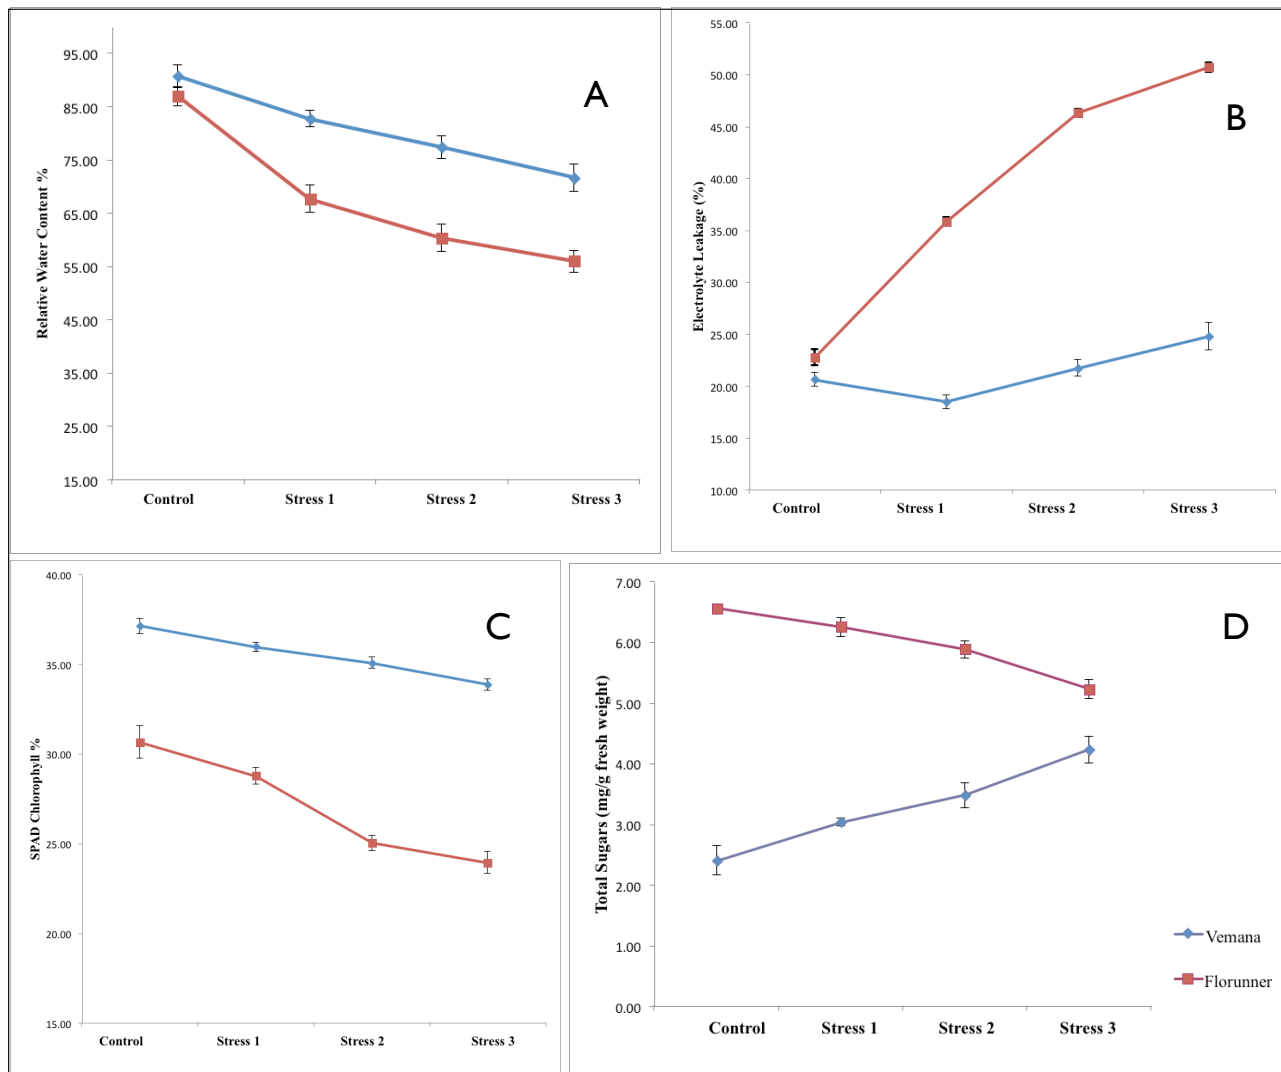 A
Relative Water Content %
95.00
85.00
75.00
65.00
55.00
45.00
35.00
25.00
15.00
Control Stress 1 Stress 2 Stress 3
B
Electrolyte Leakage (%)
55.00
50.00
45.00
40.00
35.00
30.00
25.00
20.00
15.00
10.00
Control Stress 1 Stress 2 Stress 3
C
SPAD Chlorophyll %
40.00
35.00
30.00
25.00
20.00
15.00
Control Stress 1 Stress 2 Stress 3
D
Total Sugars (mg/g fresh weight)
7.00
6.00
5.00
4.00
3.00
2.00
1.00
0.00
Control Stress 1 Stress 2 Stress 3
Vemana
Florunner